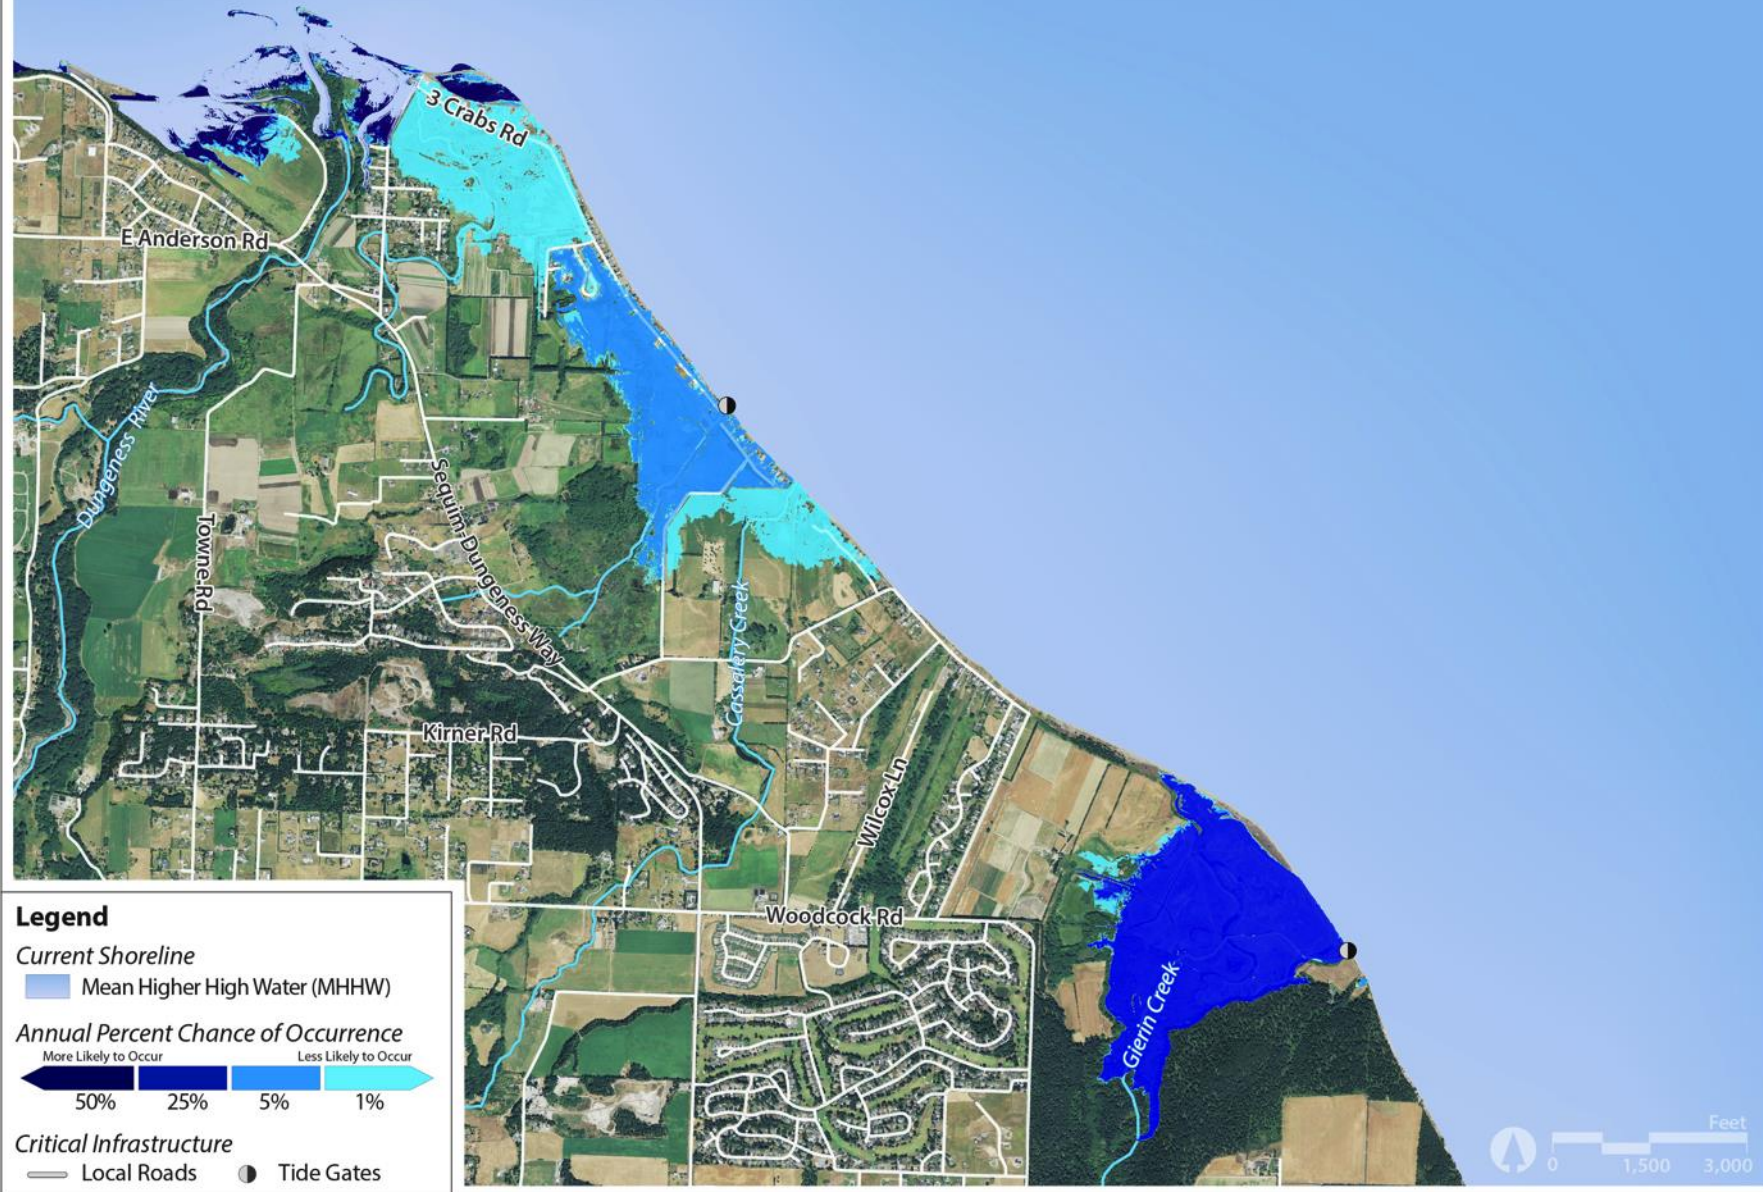 3 Crabs Rd
E Anderson Rd
Dungeness River
Towne Rd
Sequim-Dungeness Way
Cassalery Creek
Kirner Rd
Wilcox Ln
Woodcock Rd
Gierin Creek
Legend
Current Shoreline
Mean Higher High Water (MHHW)
Annual Percent Chance of Occurrence
More Likely to Occur Less Likely to Occur
50% 25% 5% 1%
Critical Infrastructure
Local Roads Tide Gates
Feet
0 1,500 3,000